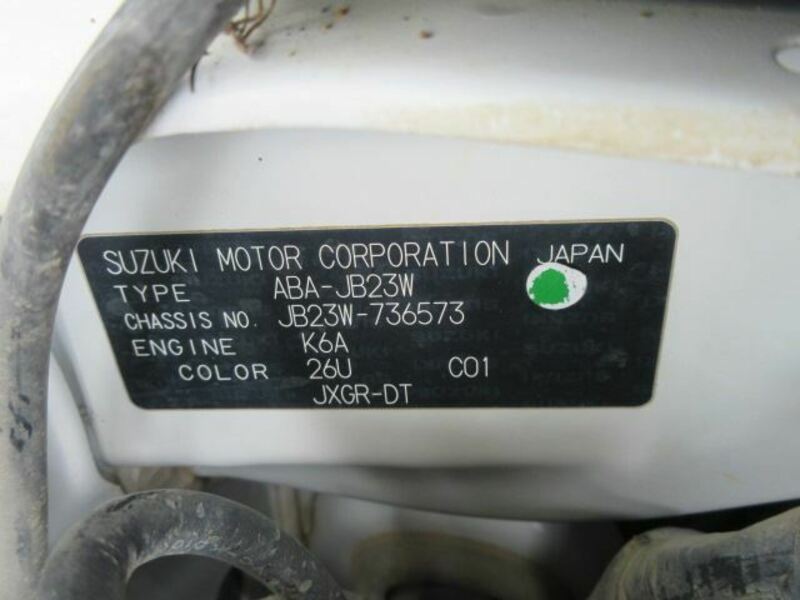 SUZUKI MOTOR CORPORATION JAPAN
TYPE ABA-JB23W
CHASSIS NO. JB23W-736573
ENGINE K6A
COLOR 26U C01
JXGR-DT